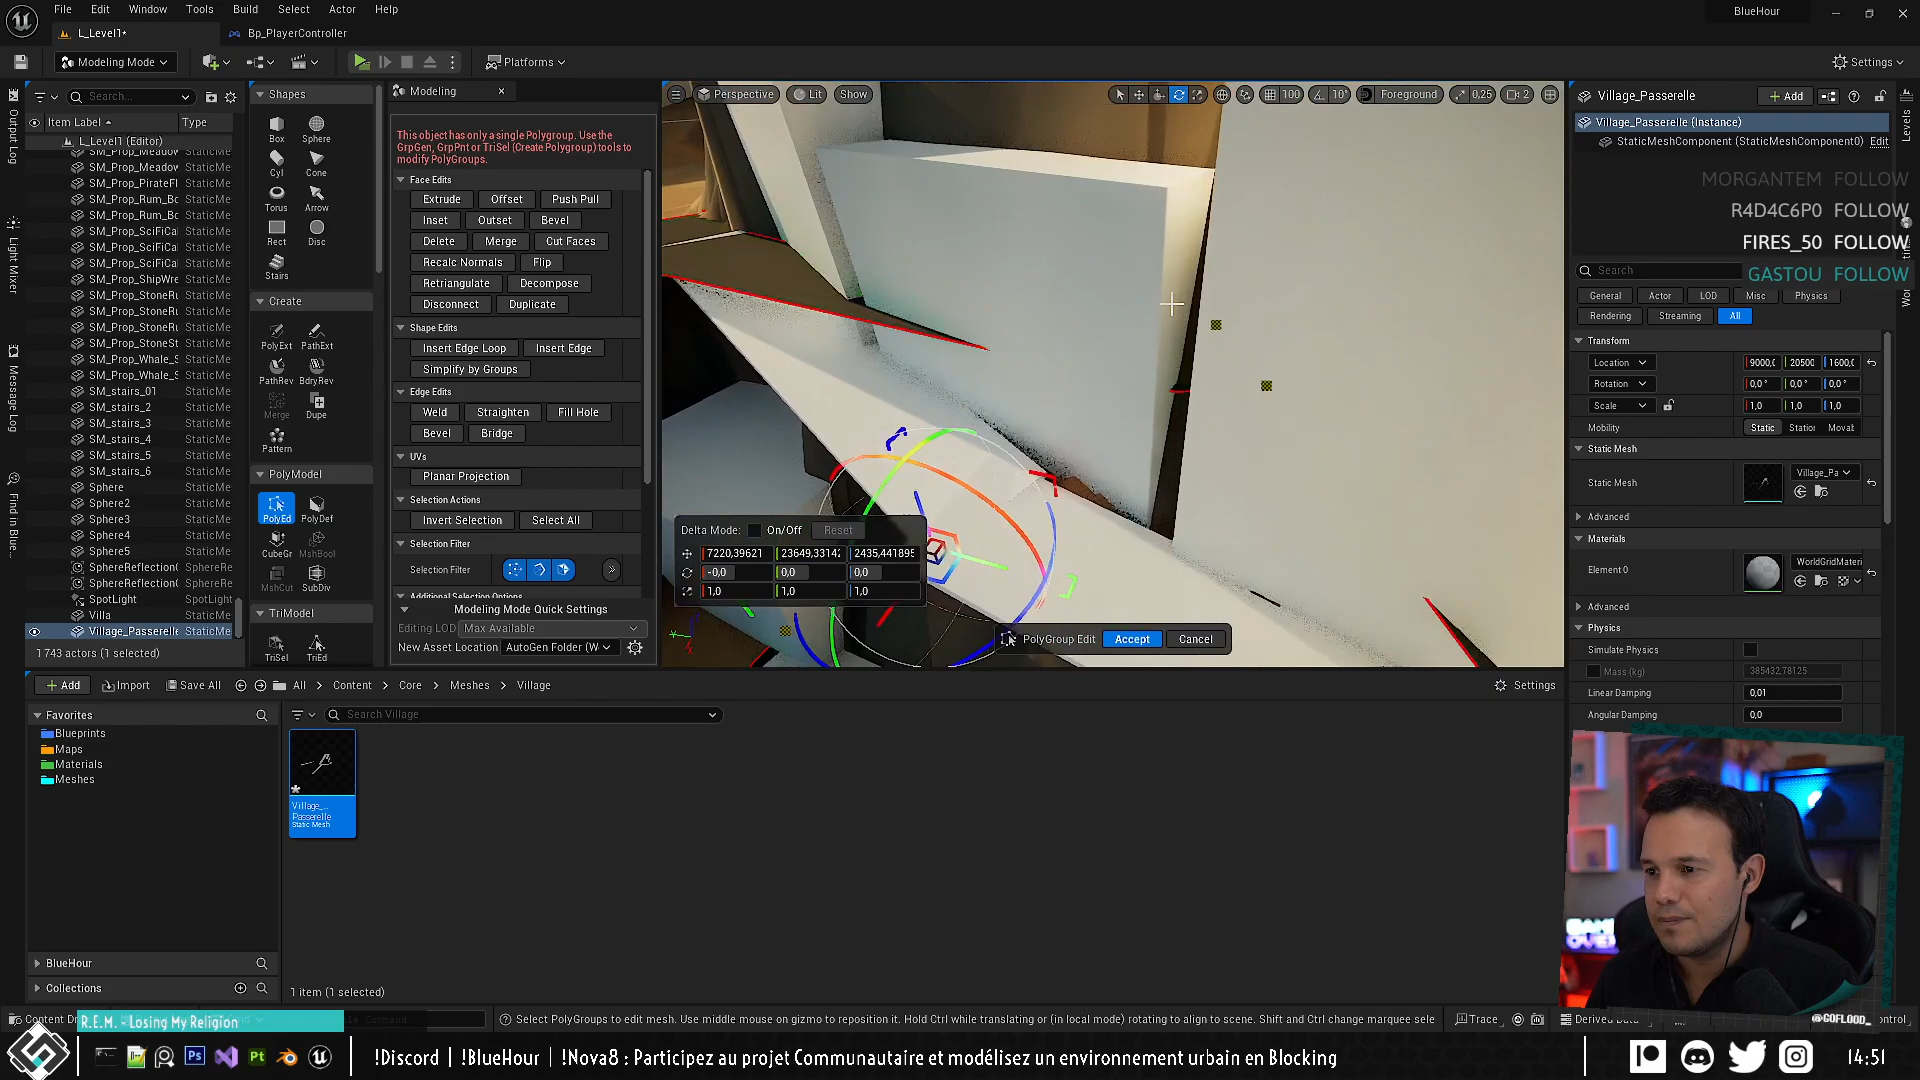 File Edit Window Tools Build Select Actor Help
BlueHour
L_Level1*
Bp_PlayerController
Modeling Mode
Platforms
Settings
Search...
Item Label
Type
L_Level1 (Editor)
SM_Prop_Meadow StaticMe
SM_Prop_Meadow StaticMe
SM_Prop_PirateFl StaticMe
SM_Prop_Rum_Bo StaticMe
SM_Prop_Rum_Bo StaticMe
SM_Prop_SciFiCal StaticMe
SM_Prop_SciFiCal StaticMe
SM_Prop_SciFiCal StaticMe
SM_Prop_ShipWre StaticMe
SM_Prop_StoneRu StaticMe
SM_Prop_StoneRu StaticMe
SM_Prop_StoneRu StaticMe
SM_Prop_StoneSt StaticMe
SM_Prop_Whale_S StaticMe
SM_Prop_Whale_S StaticMe
SM_stairs_01 StaticMe
SM_stairs_2 StaticMe
SM_stairs_3 StaticMe
SM_stairs_4 StaticMe
SM_stairs_5 StaticMe
SM_stairs_6 StaticMe
Sphere StaticMe
Sphere2 StaticMe
Sphere3 StaticMe
Sphere4 StaticMe
Sphere5 StaticMe
SphereReflectionC SphereRe
SphereReflectionC SphereRe
SpotLight SpotLight
Villa StaticMe
Village_Passerelle StaticMe
1 743 actors (1 selected)
Output Log
Light Mixer
Message Log
Find in Blue...
Shapes
Box Sphere
Cyl Cone
Torus Arrow
Rect Disc
Stairs
Create
PolyExt PathExt
PathRev BdryRev
Merge Dupe
Pattern
PolyModel
PolyEd PolyDef
CubeGr MshBool
MshCut SubDiv
TriModel
TriSel TriEd
Modeling
This object has only a single Polygroup. Use the
GrpGen, GrpPnt or TriSel (Create Polygroup) tools to
modify PolyGroups.
Face Edits
Extrude Offset Push Pull
Inset Outset Bevel
Delete Merge Cut Faces
Recalc Normals Flip
Retriangulate Decompose
Disconnect Duplicate
Shape Edits
Insert Edge Loop Insert Edge
Simplify by Groups
Edge Edits
Weld Straighten Fill Hole
Bevel Bridge
UVs
Planar Projection
Selection Actions
Invert Selection Select All
Selection Filter
Selection Filter
Additional Selection Options
Modeling Mode Quick Settings
Editing LOD Max Available
New Asset Location AutoGen Folder (W
Perspective Lit Show
100 10° Foreground 0,25 2
Delta Mode: On/Off Reset
7220,39621 23649,3314 2435,441895
-0,0 0,0 0,0
1,0 1,0 1,0
PolyGroup Edit Accept Cancel
Village_Passerelle
Add
Village_Passerelle (Instance)
StaticMeshComponent (StaticMeshComponent0) Edit
MORGANTEM FOLLOW
R4D4C6P0 FOLLOW
FIRES_50 FOLLOW
GASTOU FOLLOW
Levels
Search
General Actor LOD Misc Physics
Rendering Streaming All
Transform
Location 9000,0 20500 1600,0
Rotation 0,0° 0,0° 0,0°
Scale 1,0 1,0 1,0
Mobility Static Station Movab
Static Mesh
Static Mesh Village_Pa
Advanced
Materials
Element 0 WorldGridMateri
Advanced
Physics
Simulate Physics
Mass (kg) 385432,78125
Linear Damping 0,01
Angular Damping 0,0
Add Import Save All All Content Core Meshes Village
Settings
Favorites
Search Village
Blueprints
Maps
Materials
Meshes
Village_
Passerelle
Static Mesh
BlueHour
Collections
1 item (1 selected)
Content Dr
R.E.M. - Losing My Religion
Select PolyGroups to edit mesh. Use middle mouse on gizmo to reposition it. Hold Ctrl while translating or (in local mode) rotating to align to scene. Shift and Ctrl change marquee sele
Trace
Derived Data
@GOFLOOD_
!Discord | !BlueHour | !Nova8 : Participez au projet Communautaire et modélisez un environnement urbain en Blocking
14:51